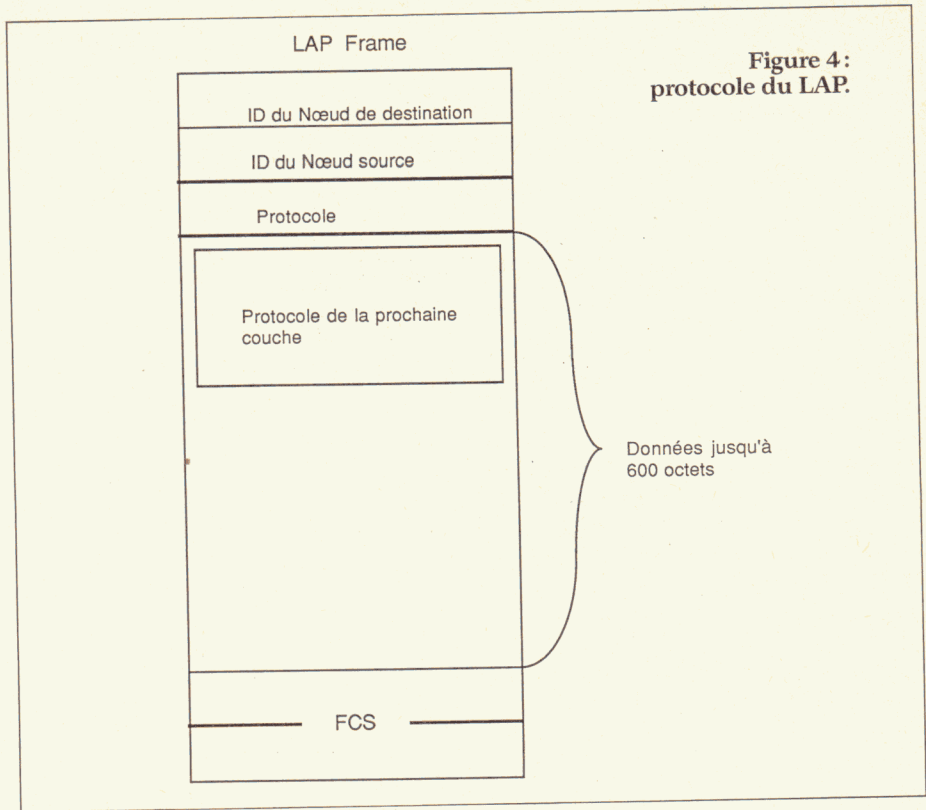 LAP Frame
Figure 4:
protocole du LAP.
ID du Nœud de destination
ID du Nœud source
Protocole
Protocole de la prochaine
couche
Données jusqu'à
600 octets
FCS